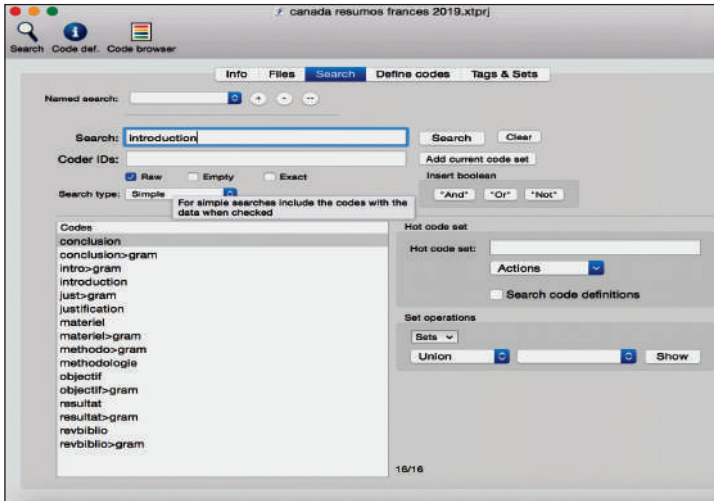 canada resumos frances 2019.xtprj
Search Code def. Code browser
Info Files Search Define codes Tags & Sets
Named search: + - --
Search: introduction Search Clear
Coder IDs: Add current code set
Raw Empty Exact Insert boolean
Search type: Simple "And" "Or" "Not"
For simple searches include the codes with the
data when checked
Codes
conclusion
conclusion>gram
intro>gram
introduction
just>gram
justification
materiel
materiel>gram
methodo>gram
methodologie
objectif
objectif>gram
resultat
resultat>gram
revbiblio
revbiblio>gram
Hot code set
Hot code set:
Actions
Search code definitions
Set operations
Sets
Union Show
16/16